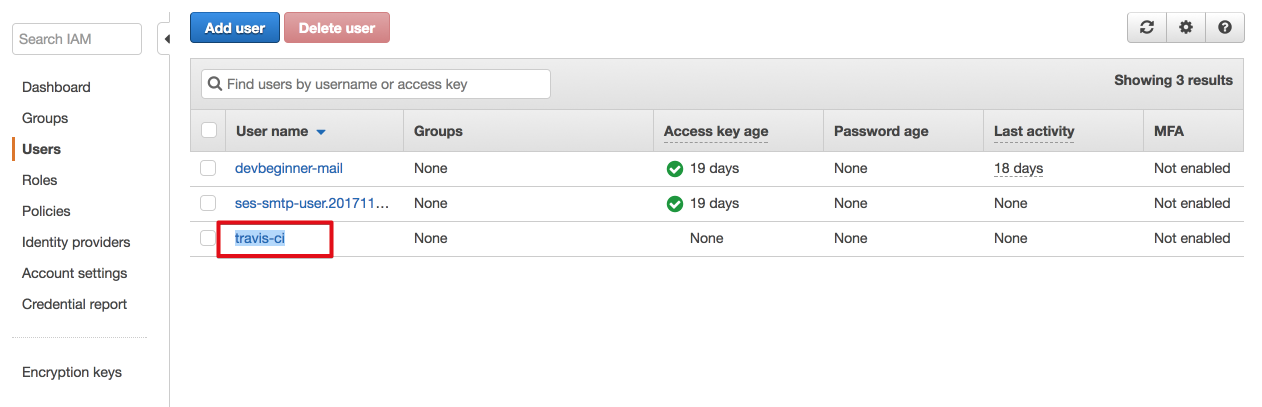 Search IAM
Dashboard
Groups
Users
Roles
Policies
Identity providers
Account settings
Credential report
Encryption keys
Add user Delete user
Find users by username or access key Showing 3 results
User name Groups Access key age Password age Last activity MFA
devbeginner-mail None 19 days None 18 days Not enabled
ses-smtp-user.201711... None 19 days None None Not enabled
travis-ci None None None None Not enabled